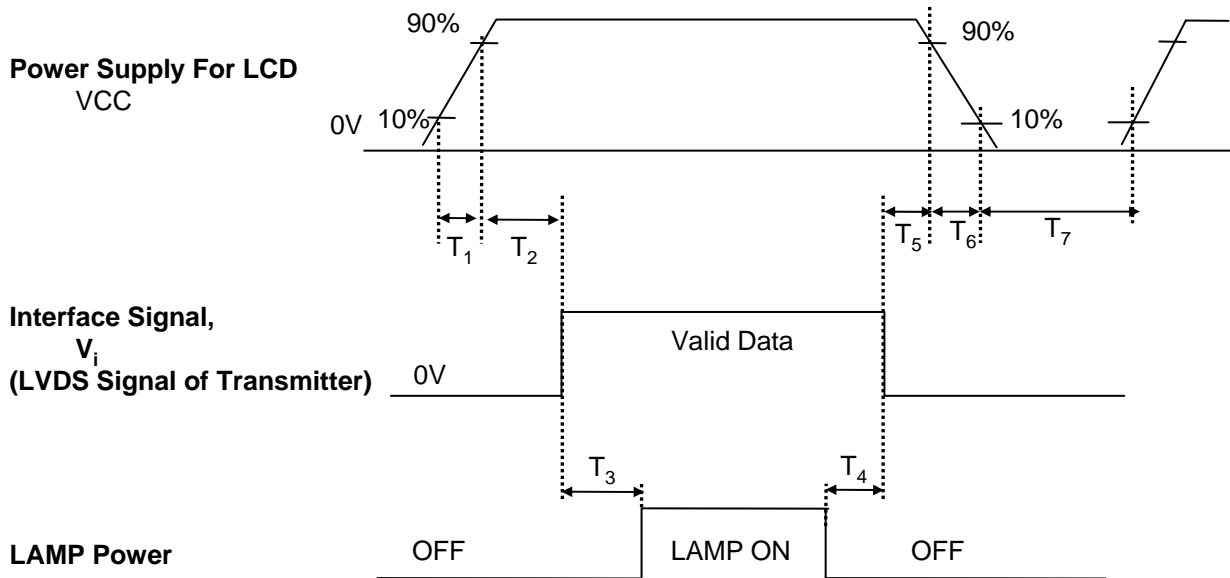 90%
90%
Power Supply For LCD
VCC
0V
10%
10%
T1
T2
T5
T6
T7
Interface Signal,
Vi
(LVDS Signal of Transmitter)
0V
Valid Data
T3
T4
LAMP Power
OFF
LAMP ON
OFF